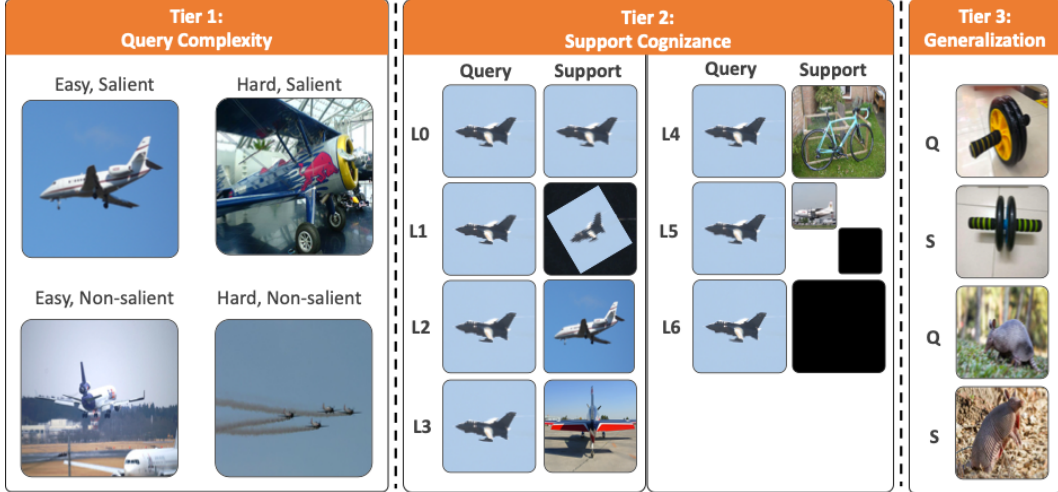 Tier 1:
Query Complexity
Easy, Salient
Hard, Salient
Easy, Non-salient
Hard, Non-salient
Tier 2:
Support Cognizance
Query
Support
L0
L1
L2
L3
Query
Support
L4
L5
L6
Tier 3:
Generalization
Q
S
Q
S